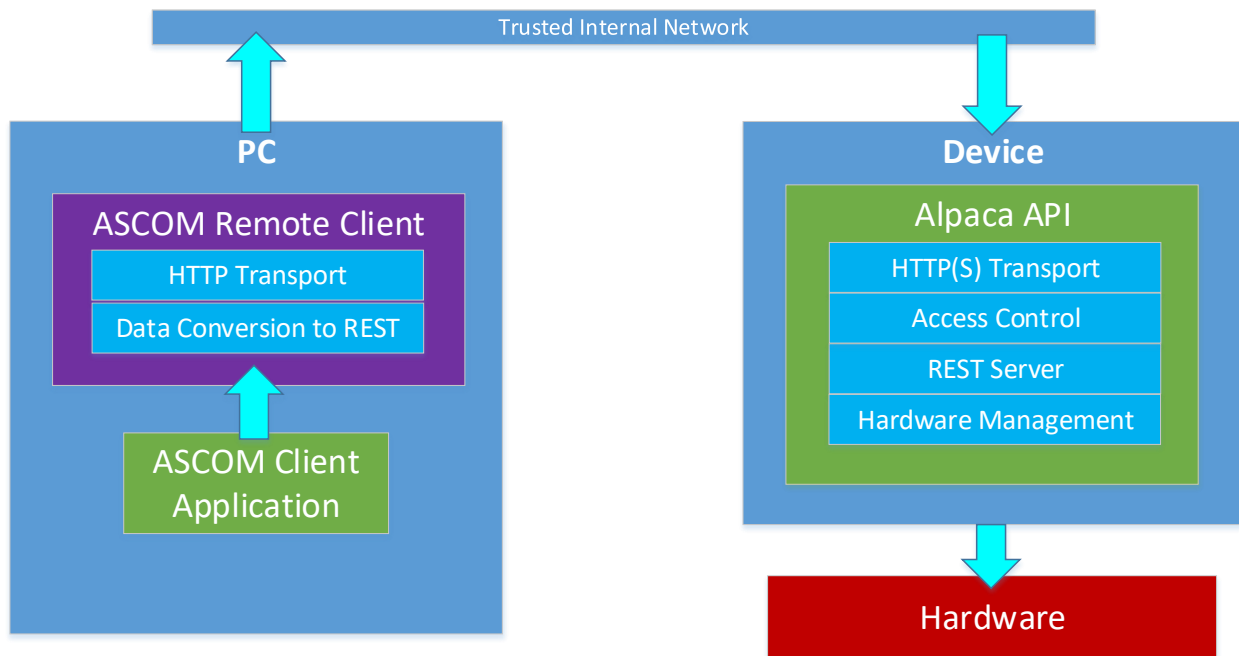 Trusted Internal Network
PC
ASCOM Remote Client
HTTP Transport
Data Conversion to REST
ASCOM Client
Application
Device
Alpaca API
HTTP(S) Transport
Access Control
REST Server
Hardware Management
Hardware